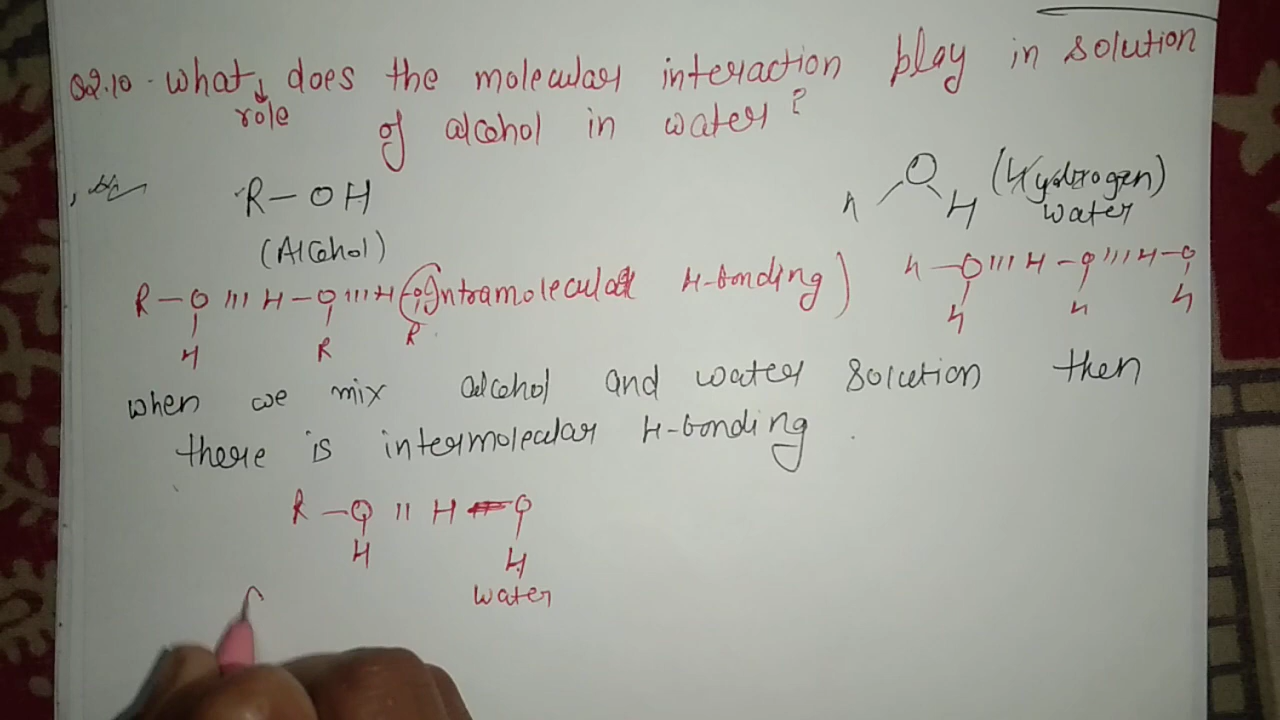 Q2.10 - What does the molecular interaction play in solution
role
of alcohol in water?
R-OH
(Alcohol)
O
H H
(Hydrogen)
water
R-O ||| H-O ||| H-O (Intramolecular H-bonding)
H R R
H-O ||| H-O ||| H-O
H H H
when we mix alcohol and water solution then
there is intermolecular H-bonding
R-O || H-O
H H
water